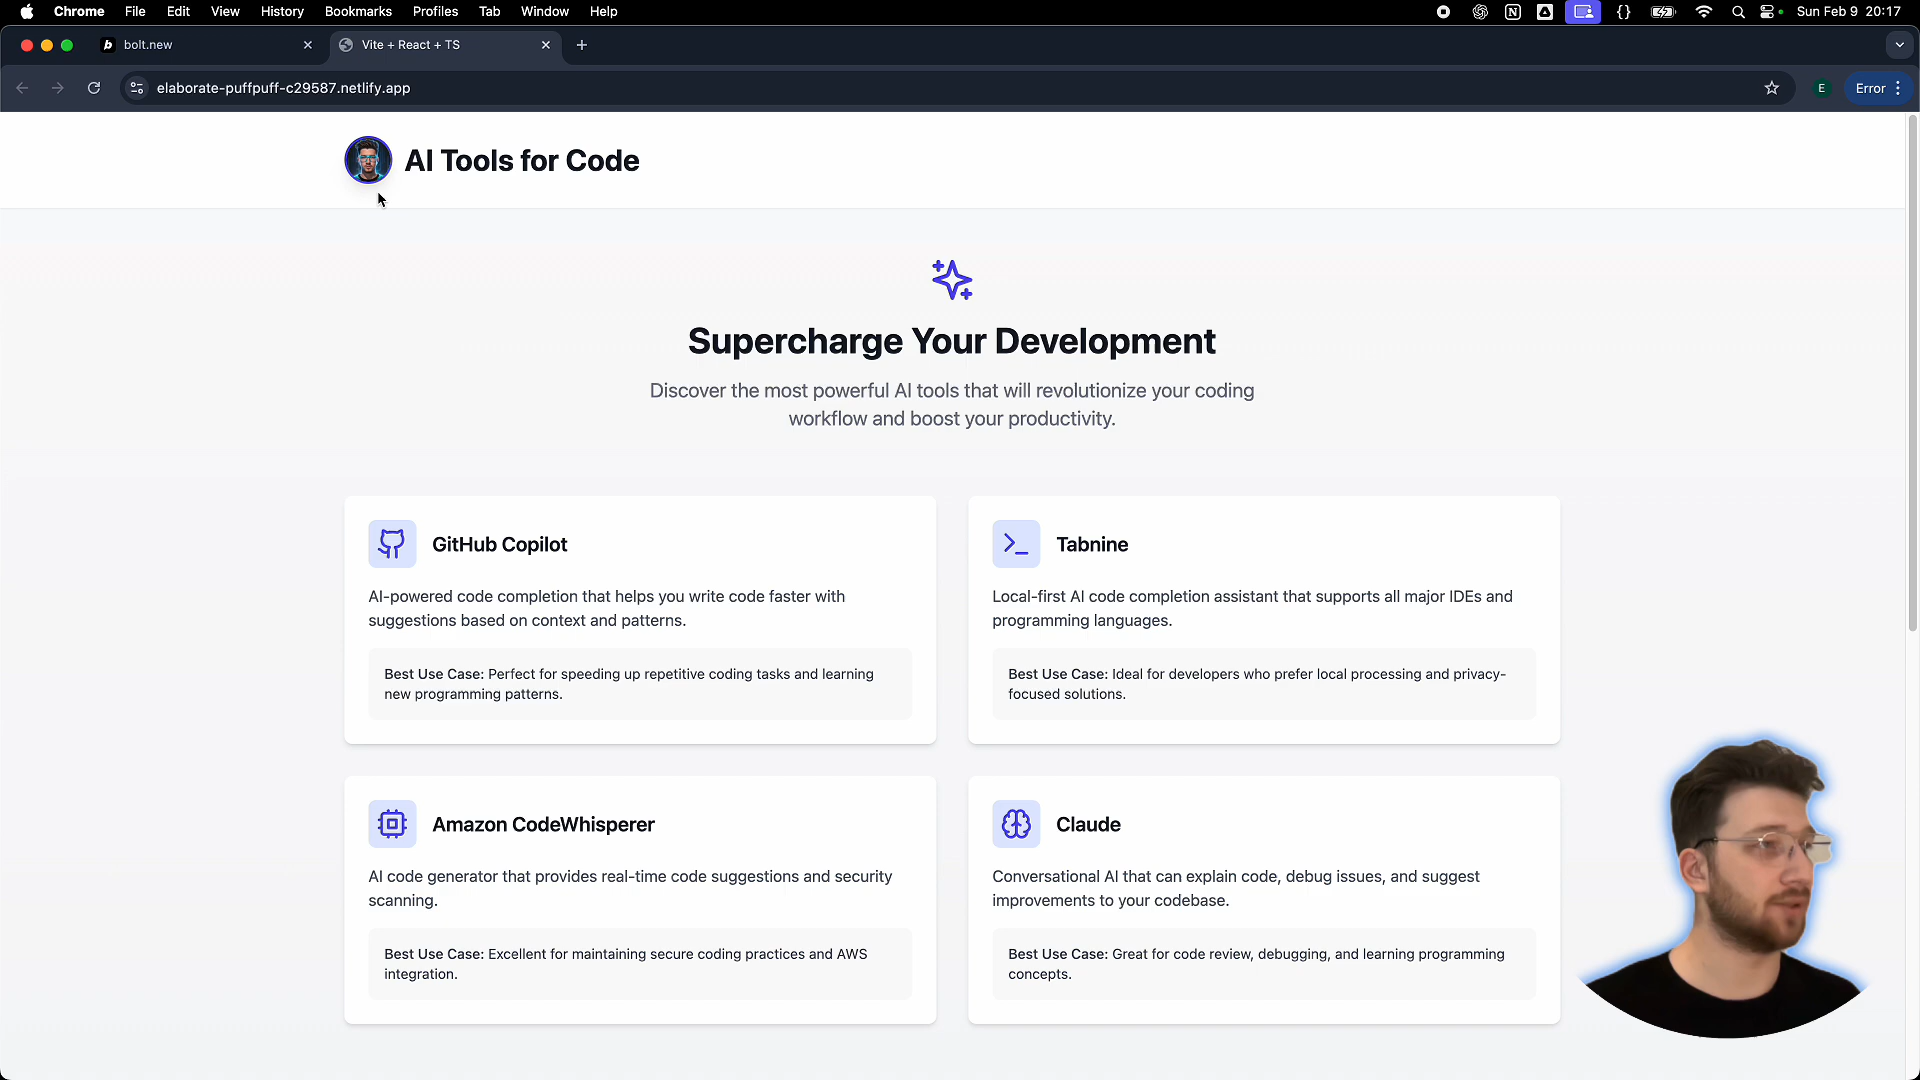 Chrome File Edit View History Bookmarks Profiles Tab Window Help Sun Feb 9 20:17
bolt.new Vite + React + TS
elaborate-puffpuff-c29587.netlify.app E Error
AI Tools for Code
Supercharge Your Development
Discover the most powerful AI tools that will revolutionize your coding
workflow and boost your productivity.
GitHub Copilot
AI-powered code completion that helps you write code faster with
suggestions based on context and patterns.
Best Use Case: Perfect for speeding up repetitive coding tasks and learning
new programming patterns.
Tabnine
Local-first AI code completion assistant that supports all major IDEs and
programming languages.
Best Use Case: Ideal for developers who prefer local processing and privacy-
focused solutions.
Amazon CodeWhisperer
AI code generator that provides real-time code suggestions and security
scanning.
Best Use Case: Excellent for maintaining secure coding practices and AWS
integration.
Claude
Conversational AI that can explain code, debug issues, and suggest
improvements to your codebase.
Best Use Case: Great for code review, debugging, and learning programming
concepts.